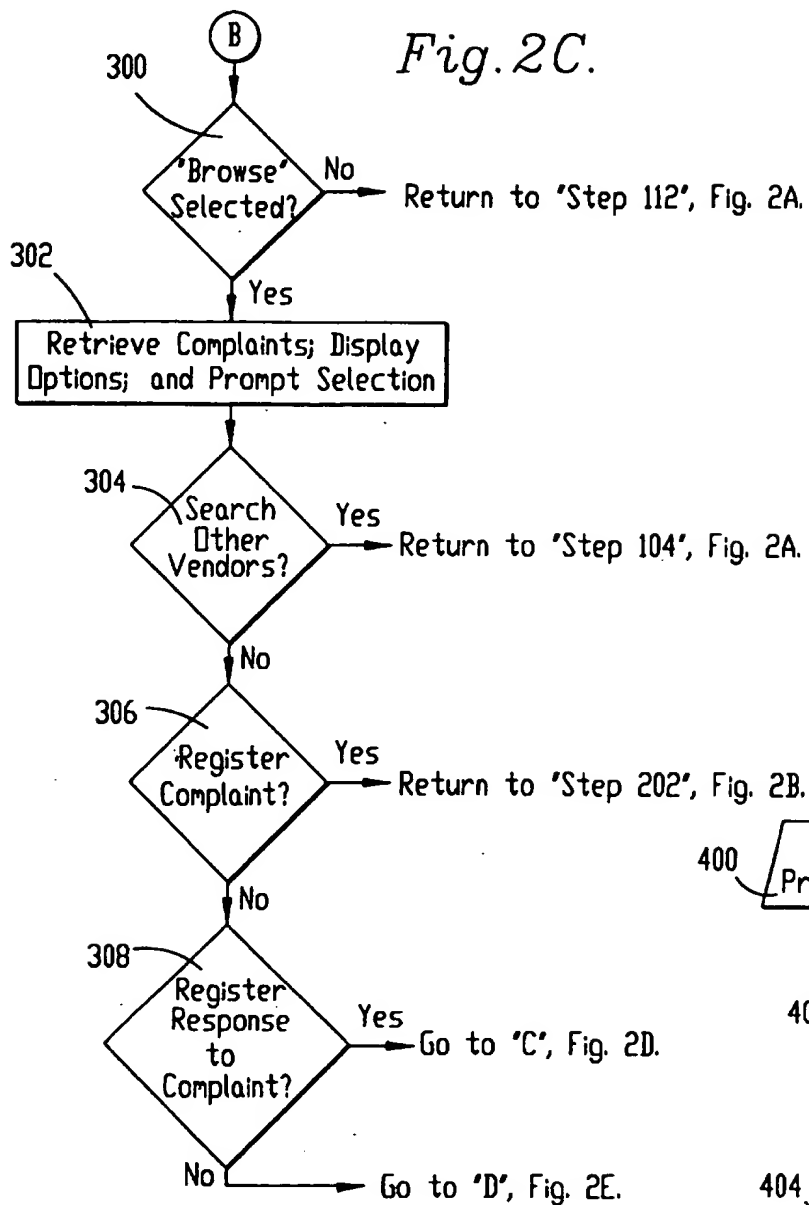 B
Fig. 2C.
300
"Browse"
Selected?
No
Return to "Step 112", Fig. 2A.
Yes
302
Retrieve Complaints; Display
Options; and Prompt Selection
304
Search
Other
Vendors?
Yes
Return to "Step 104", Fig. 2A.
No
306
Register
Complaint?
Yes
Return to "Step 202", Fig. 2B.
No
400
Pr
308
Register
Response
to
Complaint?
Yes
Go to "C", Fig. 2D.
40
No
Go to "D", Fig. 2E.
404